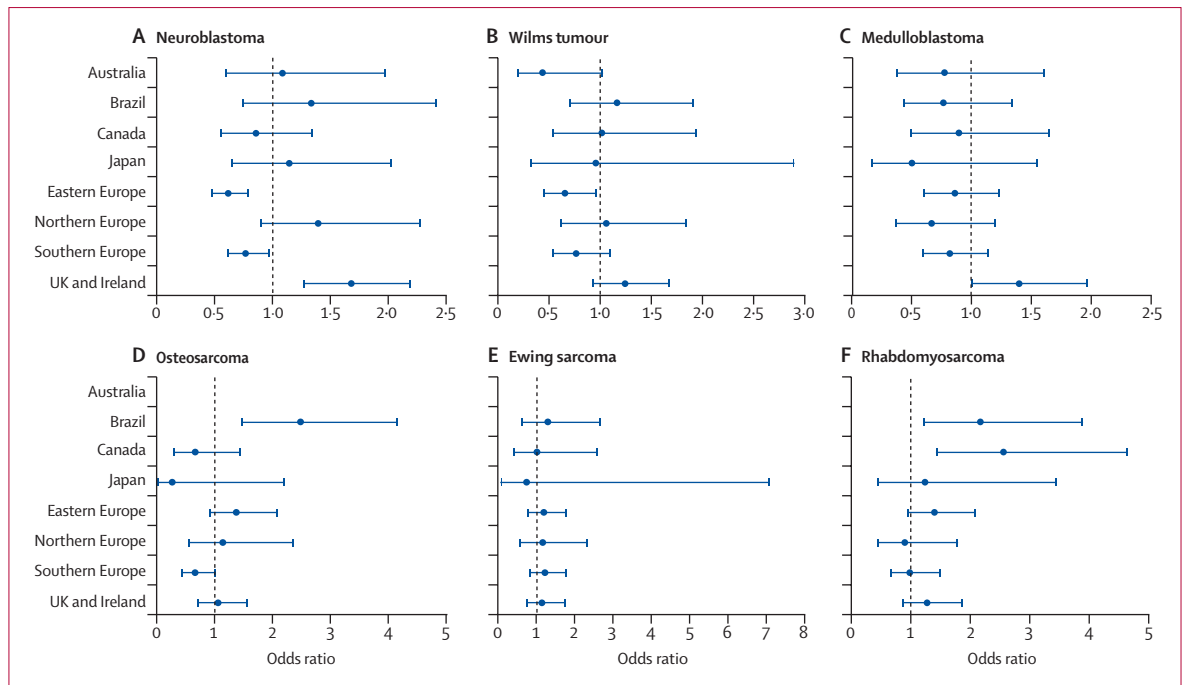 A Neuroblastoma
B Wilms tumour
C Medulloblastoma
Australia
Brazil
Canada
Japan
Eastern Europe
Northern Europe
Southern Europe
UK and Ireland
0 0·5 1·0 1·5 2·0 2·5
0 0·5 1·0 1·5 2·0 2·5 3·0
0 0·5 1·0 1·5 2·0 2·5
D Osteosarcoma
E Ewing sarcoma
F Rhabdomyosarcoma
Australia
Brazil
Canada
Japan
Eastern Europe
Northern Europe
Southern Europe
UK and Ireland
0 1 2 3 4 5
0 1 2 3 4 5 6 7 8
0 1 2 3 4 5
Odds ratio
Odds ratio
Odds ratio